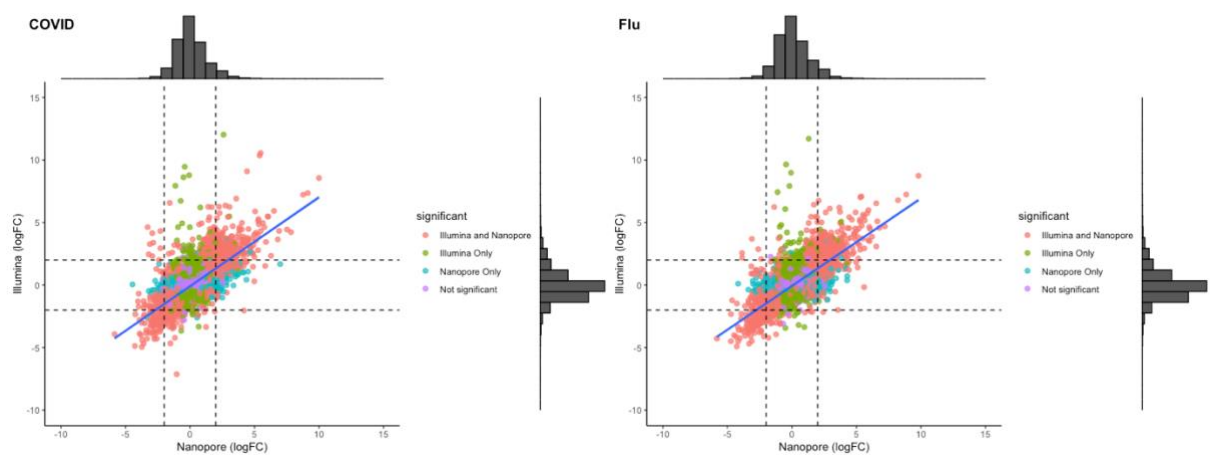 COVID
15
10
5
0
-5
-10
Illumina (logFC)
-10
-5
0
5
10
15
Nanopore (logFC)
significant
Illumina and Nanopore
Illumina Only
Nanopore Only
Not significant
Flu
15
10
5
0
-5
-10
Illumina (logFC)
-10
-5
0
5
10
15
Nanopore (logFC)
significant
Illumina and Nanopore
Illumina Only
Nanopore Only
Not significant